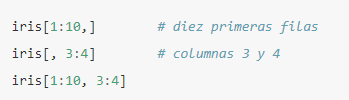 iris[1:10,]         # diez primeras filas
iris[, 3:4]         # columnas 3 y 4
iris[1:10, 3:4]